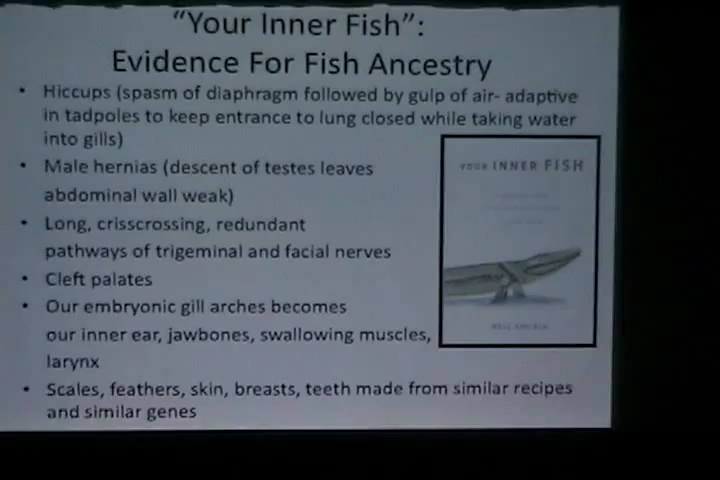 “Your Inner Fish”:
Evidence For Fish Ancestry
• Hiccups (spasm of diaphragm followed by gulp of air- adaptive
in tadpoles to keep entrance to lung closed while taking water
into gills)
• Male hernias (descent of testes leaves
abdominal wall weak)
• Long, crisscrossing, redundant
pathways of trigeminal and facial nerves
• Cleft palates
• Our embryonic gill arches becomes
our inner ear, jawbones, swallowing muscles,
larynx
• Scales, feathers, skin, breasts, teeth made from similar recipes
and similar genes
YOUR INNER FISH